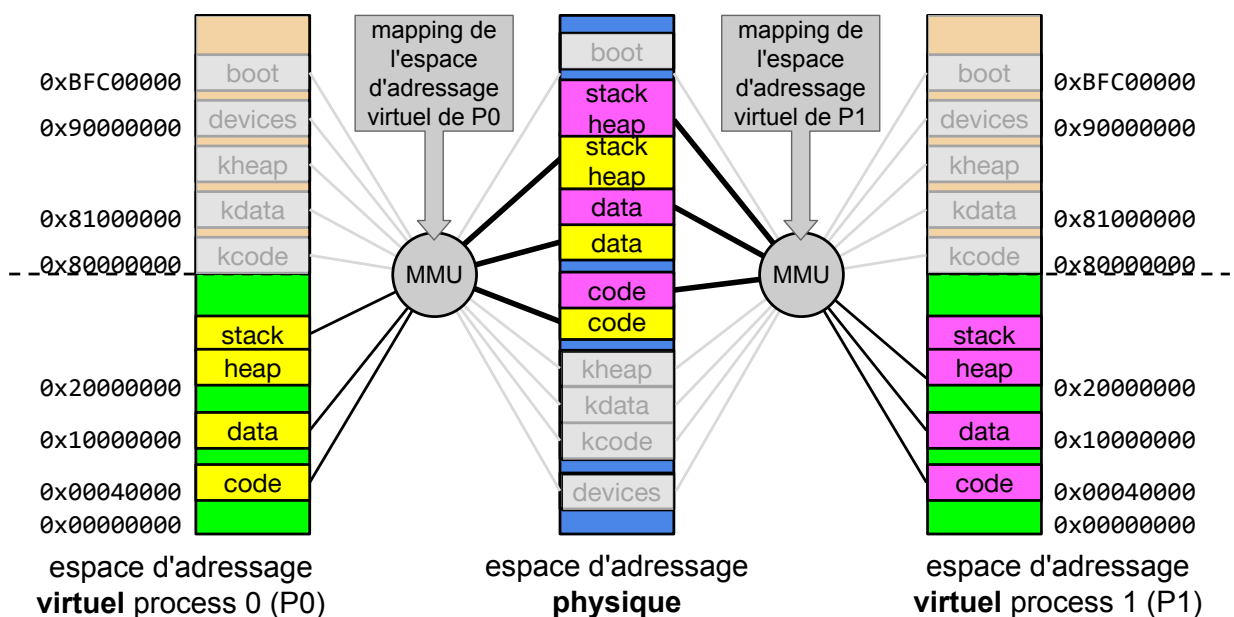 mapping de
l'espace
d'adressage
virtuel de P0
mapping de
l'espace
d'adressage
virtuel de P1
0xBFC00000
0x90000000
0x81000000
0x80000000
0x20000000
0x10000000
0x00040000
0x00000000
boot
devices
kheap
kdata
kcode
stack
heap
data
code
MMU
boot
stack
heap
stack
heap
data
data
code
code
kheap
kdata
kcode
devices
MMU
boot
devices
kheap
kdata
kcode
stack
heap
data
code
0xBFC00000
0x90000000
0x81000000
0x80000000
0x20000000
0x10000000
0x00040000
0x00000000
espace d'adressage
virtuel process 0 (P0)
espace d'adressage
physique
espace d'adressage
virtuel process 1 (P1)